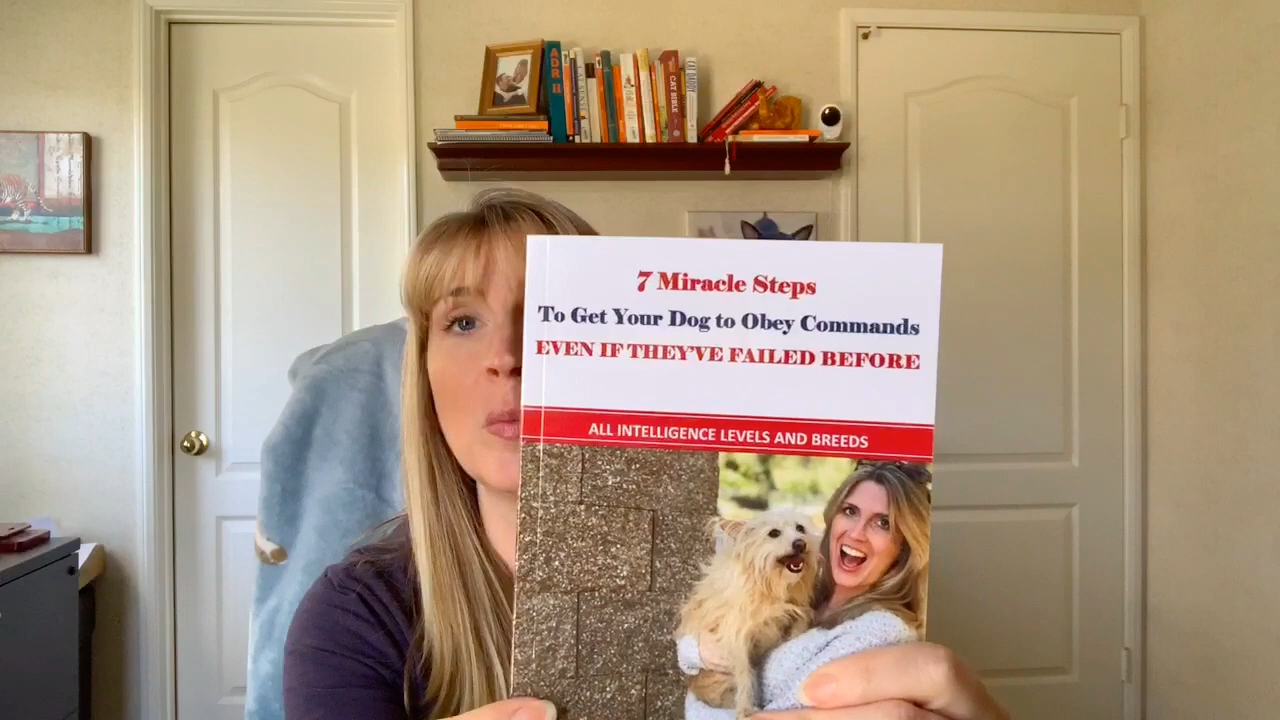 ADR II
CAT BIBLE
7 Miracle Steps
To Get Your Dog to Obey Commands
EVEN IF THEY'VE FAILED BEFORE
ALL INTELLIGENCE LEVELS AND BREEDS